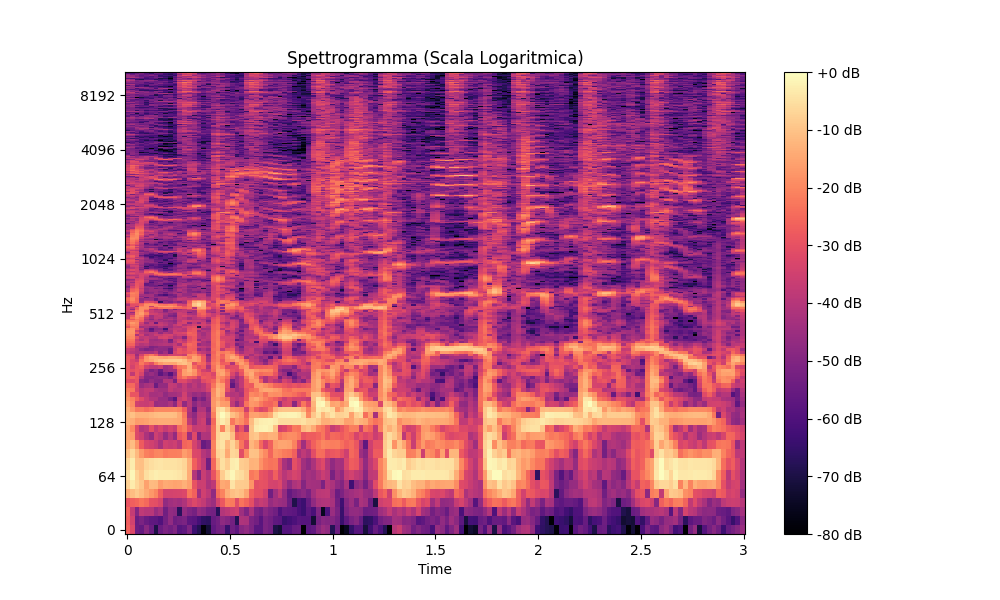 Spettrogramma (Scala Logaritmica)
Hz
8192
4096
2048
1024
512
256
128
64
0
0
0.5
1
1.5
2
2.5
3
Time
+0 dB
-10 dB
-20 dB
-30 dB
-40 dB
-50 dB
-60 dB
-70 dB
-80 dB